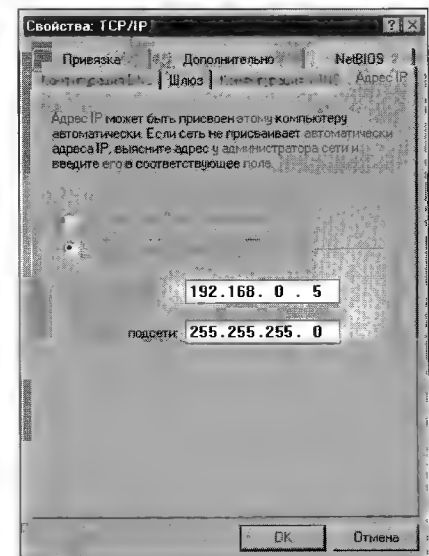 Свойства: TCP/IP
Привязка Дополнительно NetBIOS
Шлюз Адрес IP
Адрес IP может быть присвоен этому компьютеру
автоматически. Если сеть не присваивает автоматически
адреса IP, выясните адрес у администратора сети и
введите его в соответствующее поле.
192.168. 0 . 5
подсети: 255.255.255. 0
OK Отмена